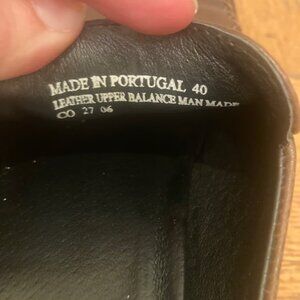 MADE IN PORTUGAL 40
LEATHER UPPER BALANCE MAN MADE
CO 27 06